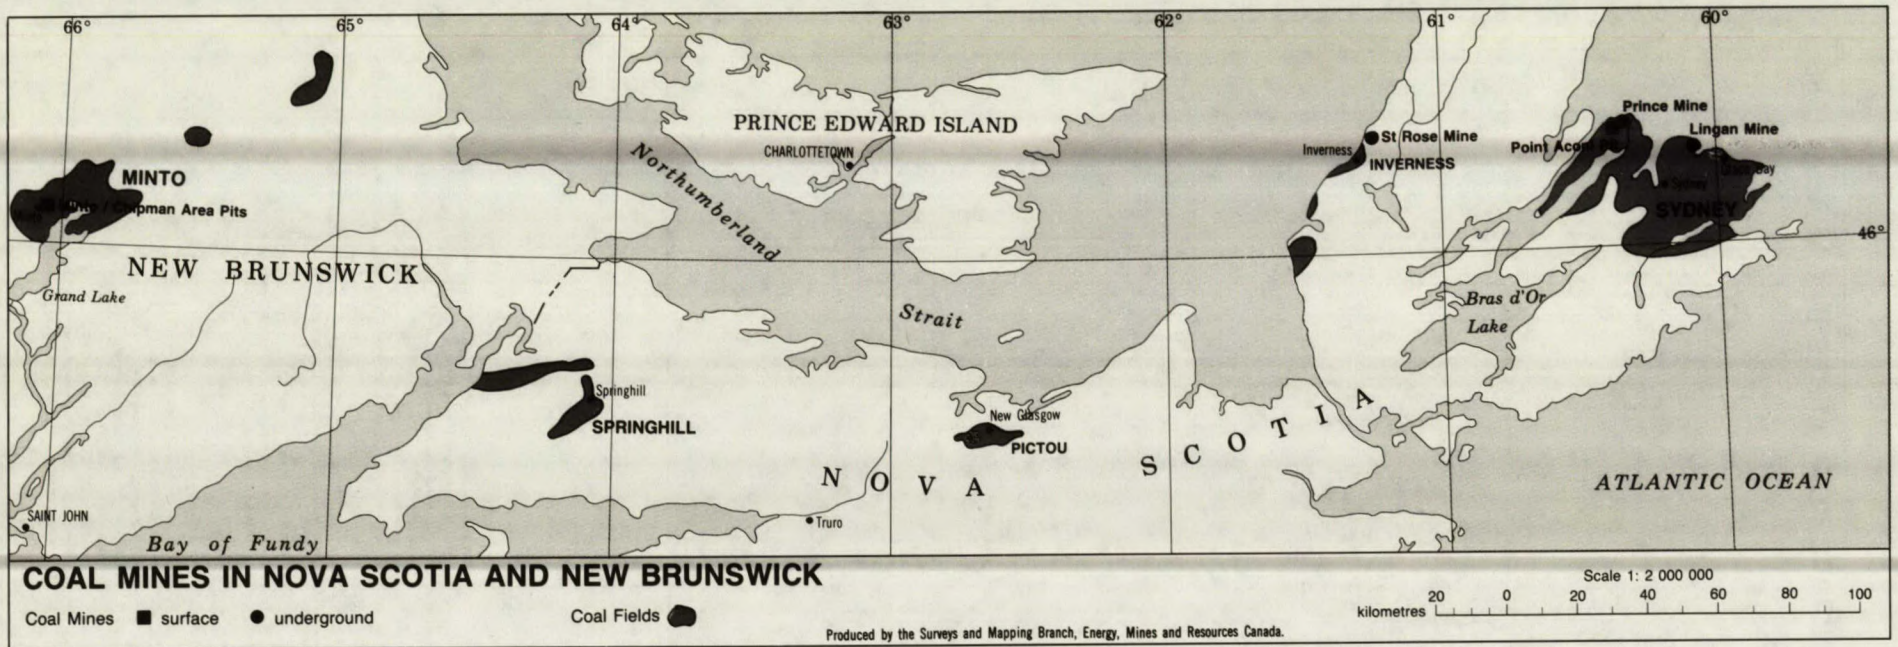 66° 65° 64° 63° 62° 61° 60°
Prince Mine
PRINCE EDWARD ISLAND
Lingan Mine
St Rose Mine
CHARLOTTETOWN
Inverness
Point Aconi
INVERNESS
Northumberland
Bay
MINTO
Sydney
Minto / Chipman Area Pits
SYDNEY
46°
NEW BRUNSWICK
Grand Lake
Bras d'Or
Lake
Strait
Springhill
SPRINGHILL
New Glasgow
PICTOU
NOVA SCOTIA
ATLANTIC OCEAN
SAINT JOHN
Truro
Bay of Fundy
COAL MINES IN NOVA SCOTIA AND NEW BRUNSWICK
Scale 1: 2 000 000
Coal Mines surface underground Coal Fields
kilometres 20 0 20 40 60 80 100
Produced by the Surveys and Mapping Branch, Energy, Mines and Resources Canada.